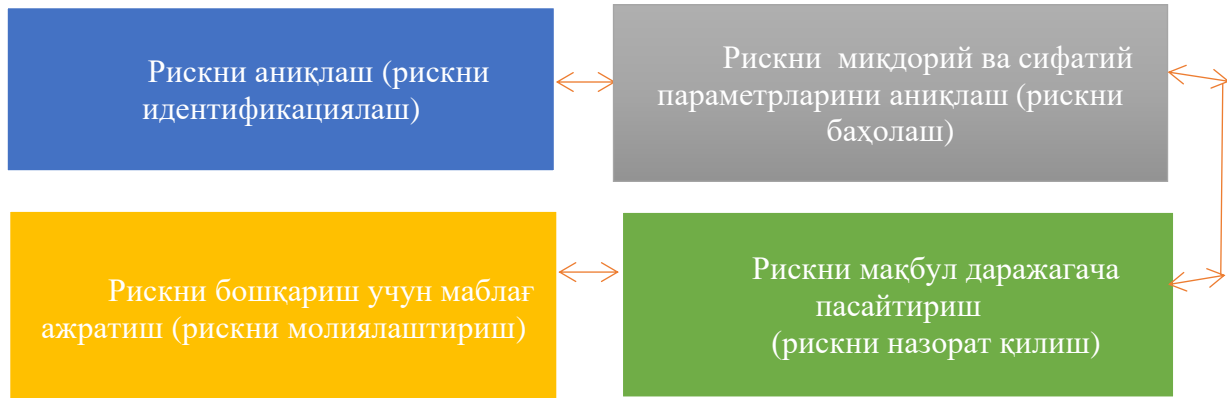 Рискни аниқлаш (рискни
идентификациялаш)
Рискни миқдорий ва сифатий
параметрларини аниқлаш (рискни
баҳолаш)
Рискни бошқариш учун маблағ
ажратиш (рискни молиялаштириш)
Рискни мақбул даражагача
пасайтириш
(рискни назорат қилиш)